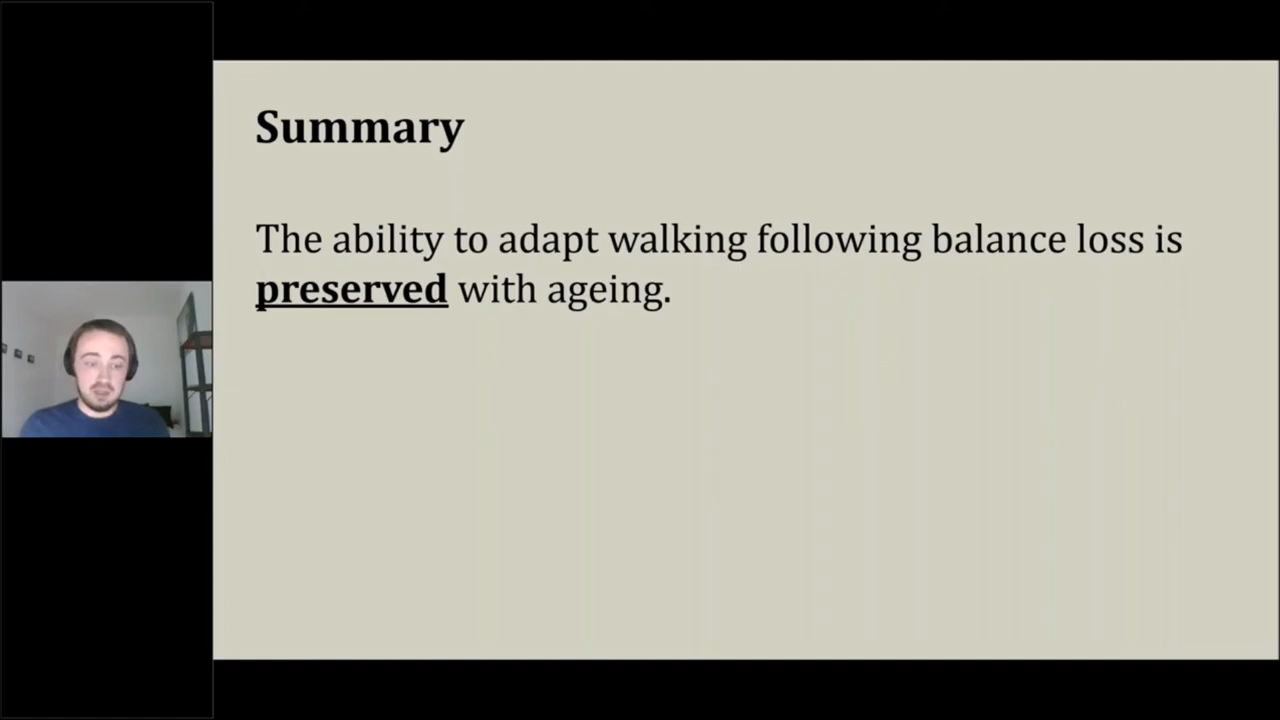 Summary
The ability to adapt walking following balance loss is
preserved with ageing.